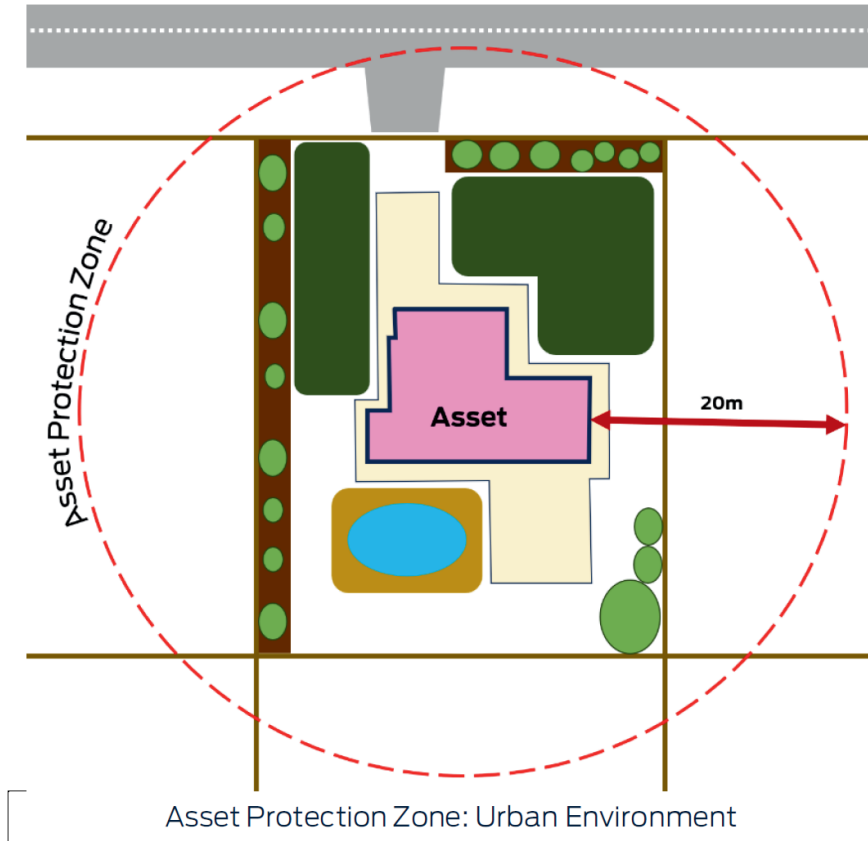 Asset Protection Zone
Asset
20m
Asset Protection Zone: Urban Environment